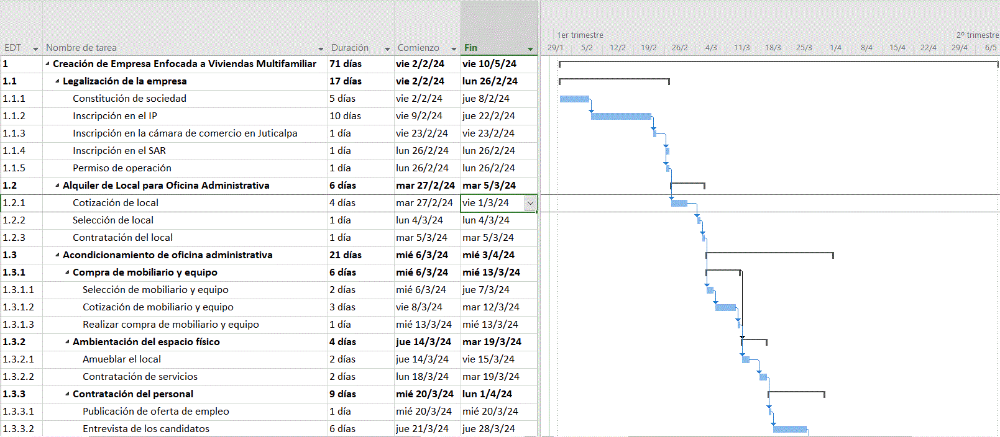 1er trimestre 2º trimestre
EDT Nombre de tarea Duración Comienzo Fin 29/1 5/2 12/2 19/2 26/2 4/3 11/3 18/3 25/3 1/4 8/4 15/4 22/4 29/4 6/5
1 Creación de Empresa Enfocada a Viviendas Multifamiliar 71 días vie 2/2/24 vie 10/5/24
1.1 Legalización de la empresa 17 días vie 2/2/24 lun 26/2/24
1.1.1 Constitución de sociedad 5 días vie 2/2/24 jue 8/2/24
1.1.2 Inscripción en el IP 10 días vie 9/2/24 jue 22/2/24
1.1.3 Inscripción en la cámara de comercio en Juticalpa 1 día vie 23/2/24 vie 23/2/24
1.1.4 Inscripción en el SAR 1 día lun 26/2/24 lun 26/2/24
1.1.5 Permiso de operación 1 día lun 26/2/24 lun 26/2/24
1.2 Alquiler de Local para Oficina Administrativa 6 días mar 27/2/24 mar 5/3/24
1.2.1 Cotización de local 4 días mar 27/2/24 vie 1/3/24
1.2.2 Selección de local 1 día lun 4/3/24 lun 4/3/24
1.2.3 Contratación del local 1 día mar 5/3/24 mar 5/3/24
1.3 Acondicionamiento de oficina administrativa 21 días mié 6/3/24 mié 3/4/24
1.3.1 Compra de mobiliario y equipo 6 días mié 6/3/24 mié 13/3/24
1.3.1.1 Selección de mobiliario y equipo 2 días mié 6/3/24 jue 7/3/24
1.3.1.2 Cotización de mobiliario y equipo 3 días vie 8/3/24 mar 12/3/24
1.3.1.3 Realizar compra de mobiliario y equipo 1 día mié 13/3/24 mié 13/3/24
1.3.2 Ambientación del espacio físico 4 días jue 14/3/24 mar 19/3/24
1.3.2.1 Amueblar el local 2 días jue 14/3/24 vie 15/3/24
1.3.2.2 Contratación de servicios 2 días lun 18/3/24 mar 19/3/24
1.3.3 Contratación del personal 9 días mié 20/3/24 lun 1/4/24
1.3.3.1 Publicación de oferta de empleo 1 día mié 20/3/24 mié 20/3/24
1.3.3.2 Entrevista de los candidatos 6 días jue 21/3/24 jue 28/3/24